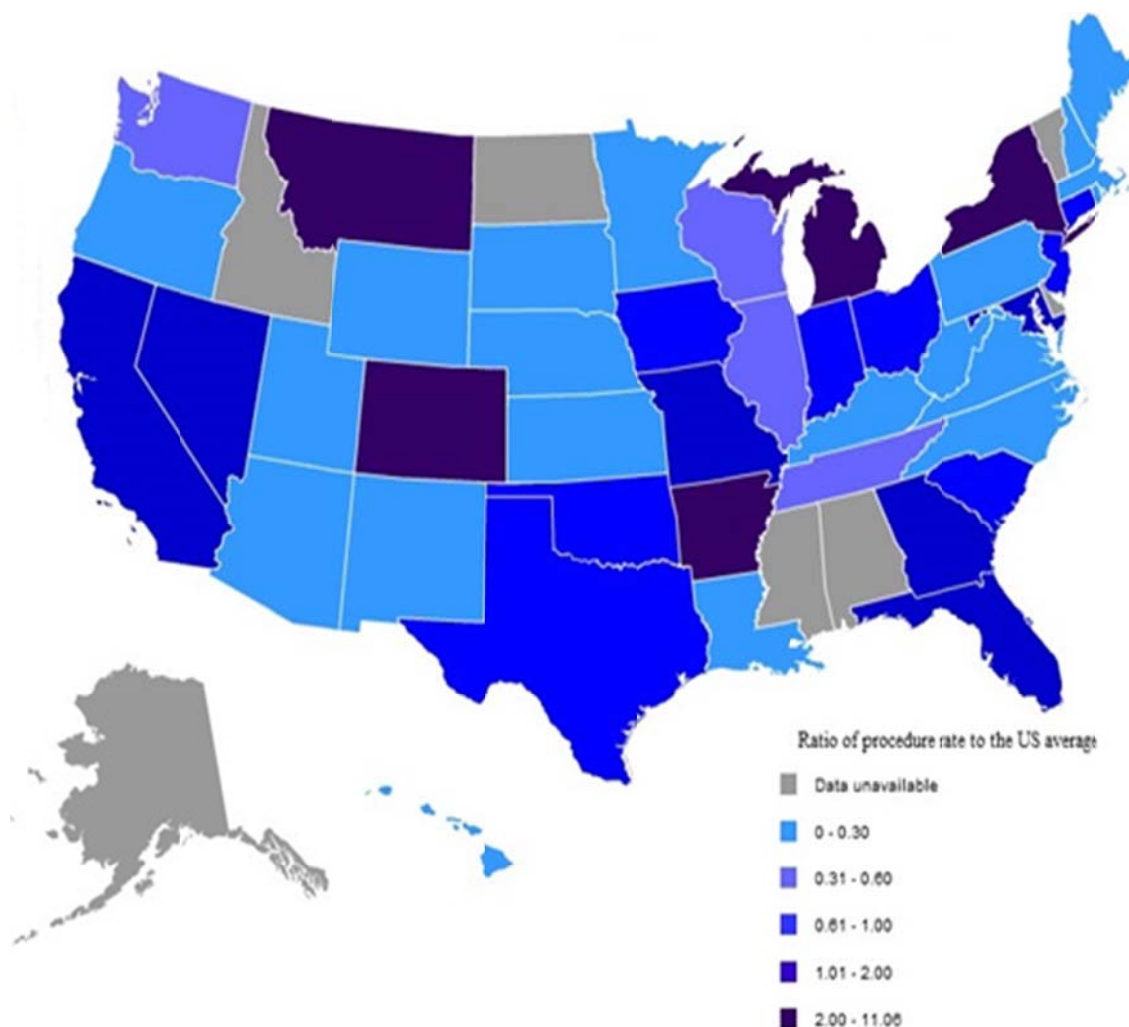 Ratio of procedure rate to the US average
Data unavailable
0 - 0.30
0.31 - 0.60
0.61 - 1.00
1.01 - 2.00
2.00 - 11.06